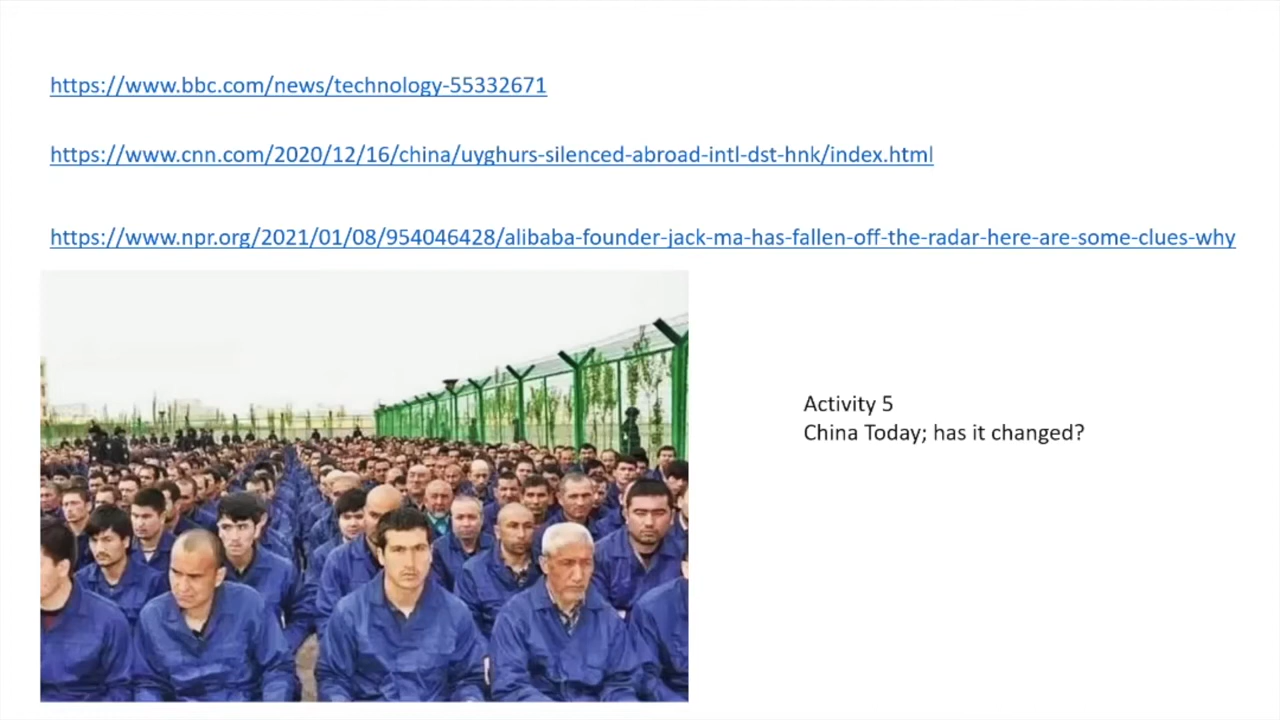 https://www.bbc.com/news/technology-55332671
https://www.cnn.com/2020/12/16/china/uyghurs-silenced-abroad-intl-dst-hnk/index.html
https://www.npr.org/2021/01/08/954046428/alibaba-founder-jack-ma-has-fallen-off-the-radar-here-are-some-clues-why
Activity 5
China Today; has it changed?